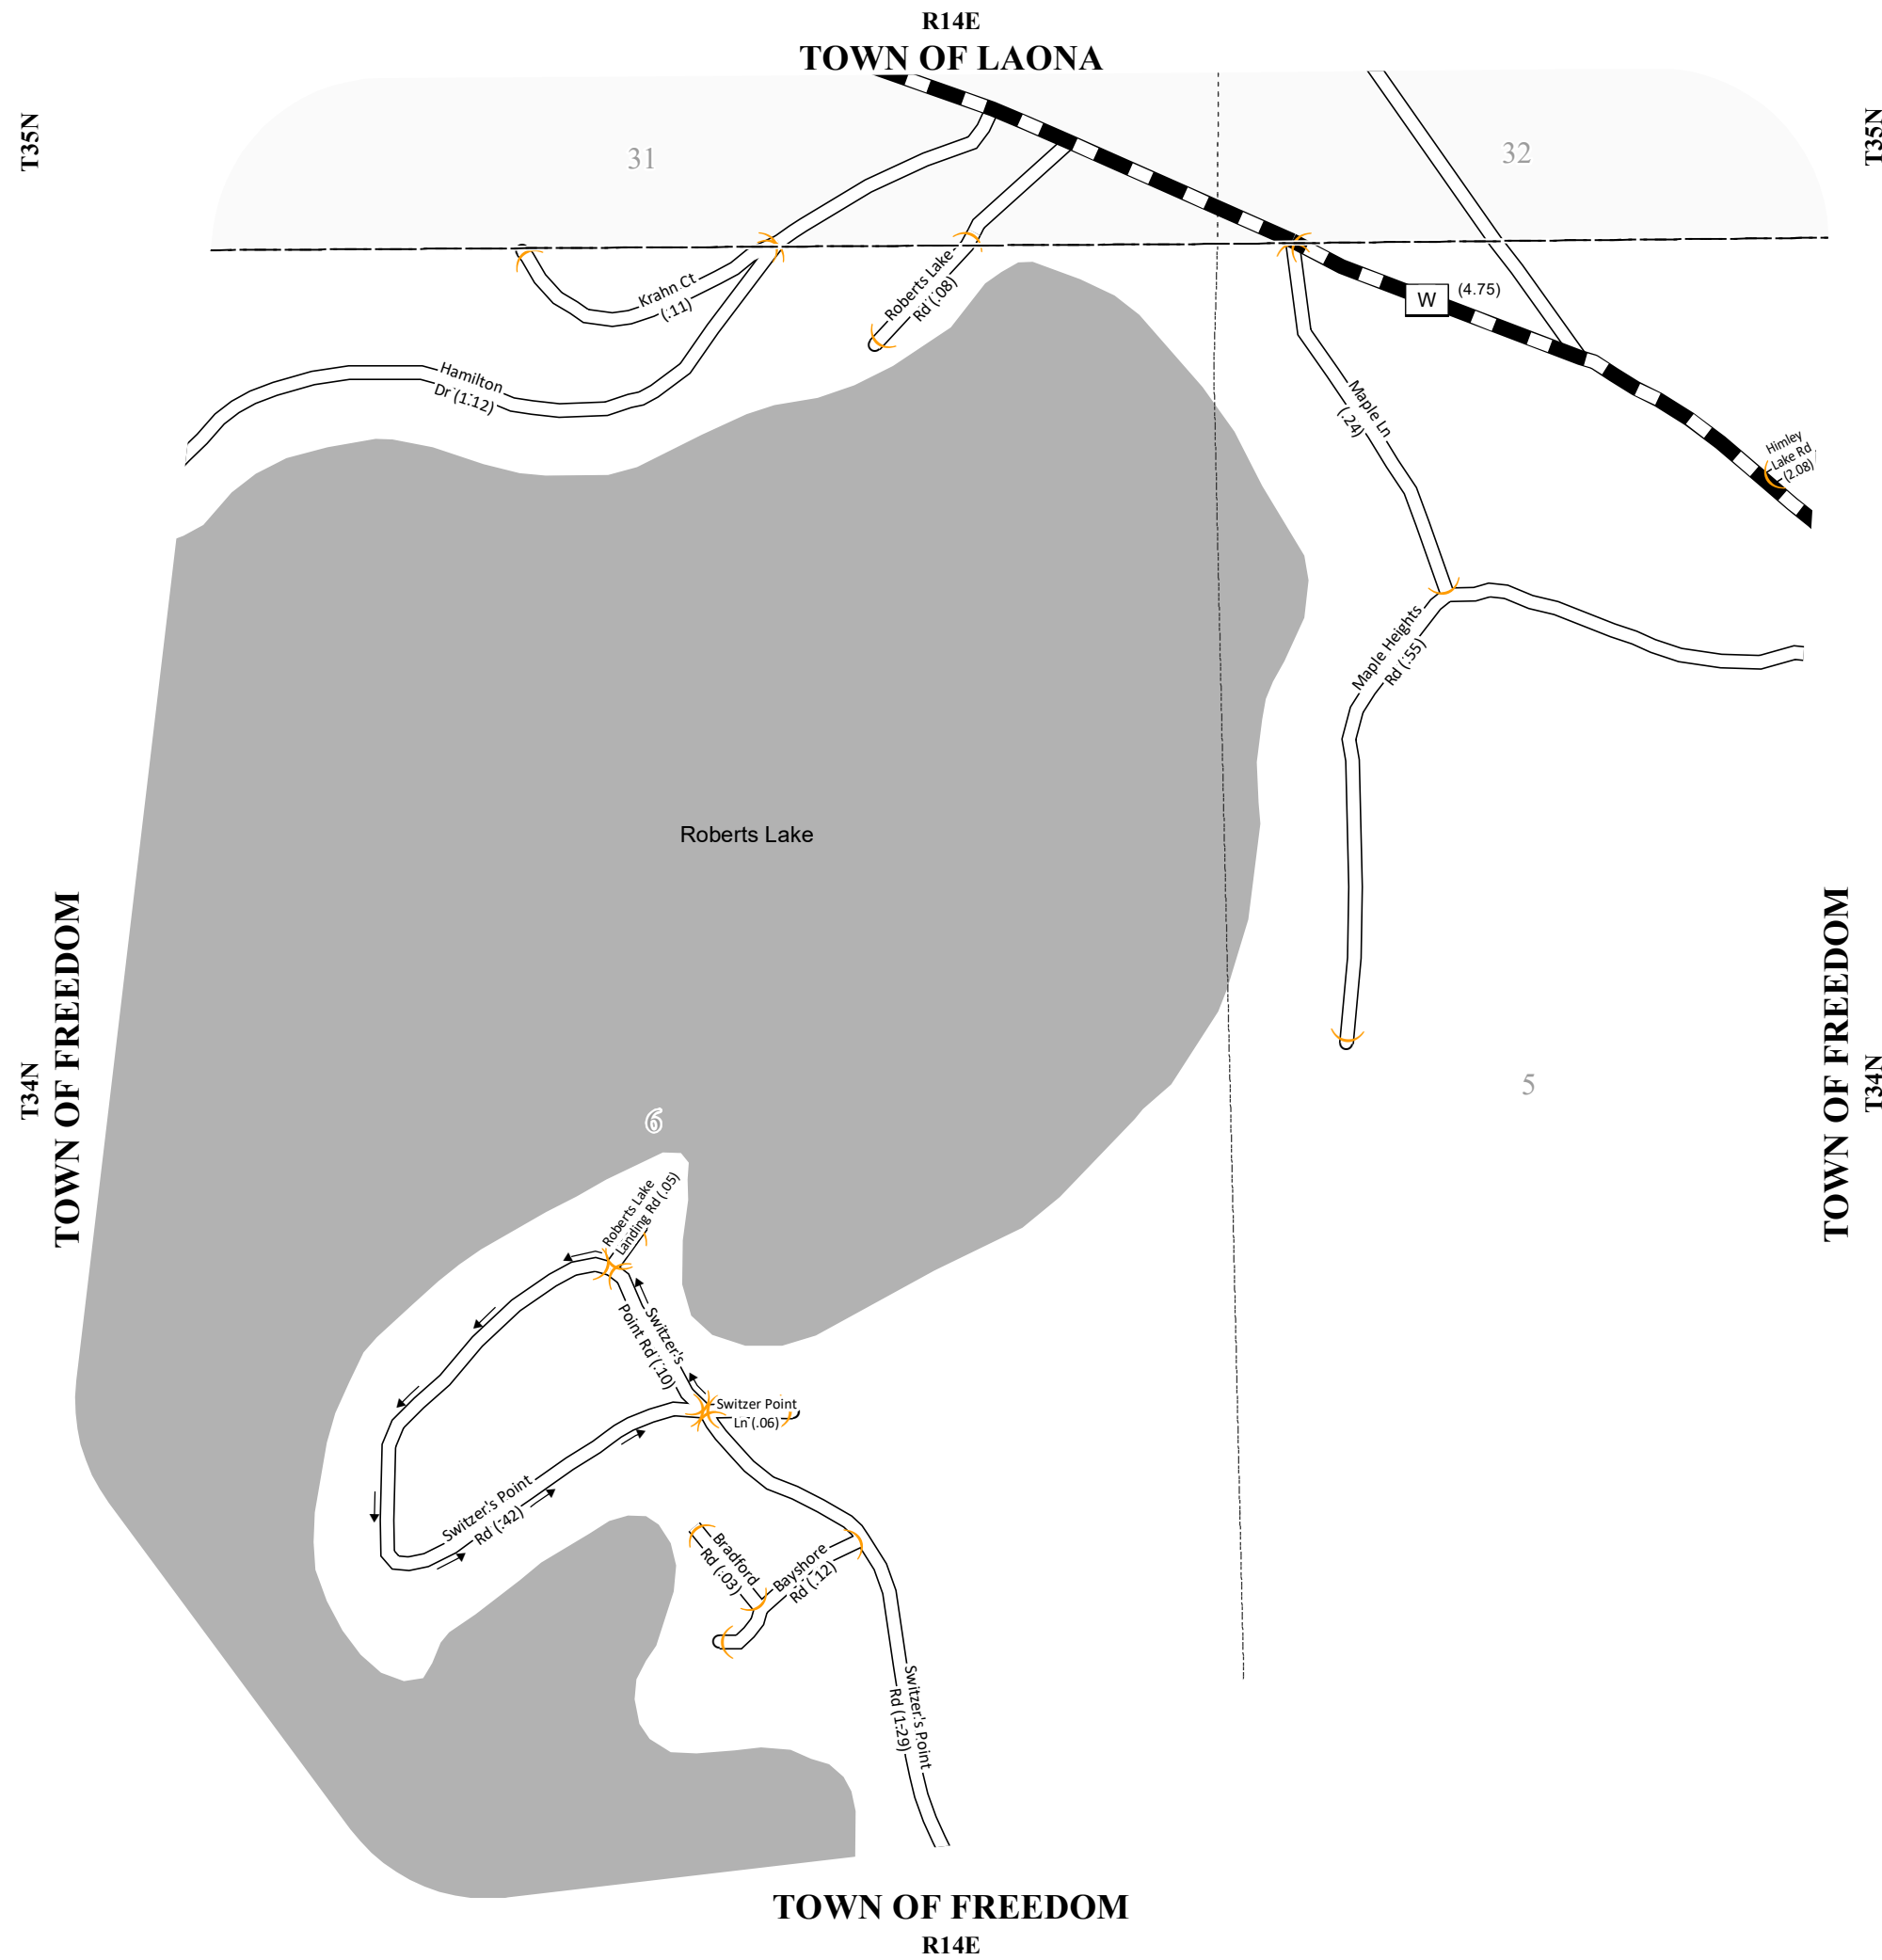 R14E
TOWN OF LAONA
T35N
T35N
31
32
Krahn Ct
(.11)
Roberts Lake
Rd (.08)
W
(4.75)
Hamilton
Dr (1.12)
Maple Ln
(.24)
Himley
Lake Rd
(2.08)
Maple Heights
Rd (.55)
Roberts Lake
TOWN OF FREEDOM
TOWN OF FREEDOM
T34N
T34N
5
6
Roberts Lake
Landing Rd (.05)
Switzer's
Point Rd (.10)
Switzer Point
Ln (.06)
Switzer's Point
Rd (.42)
Bradford
Rd (.03)
Bayshore
Rd (.12)
Switzer's Point
Rd (1.29)
TOWN OF FREEDOM
R14E